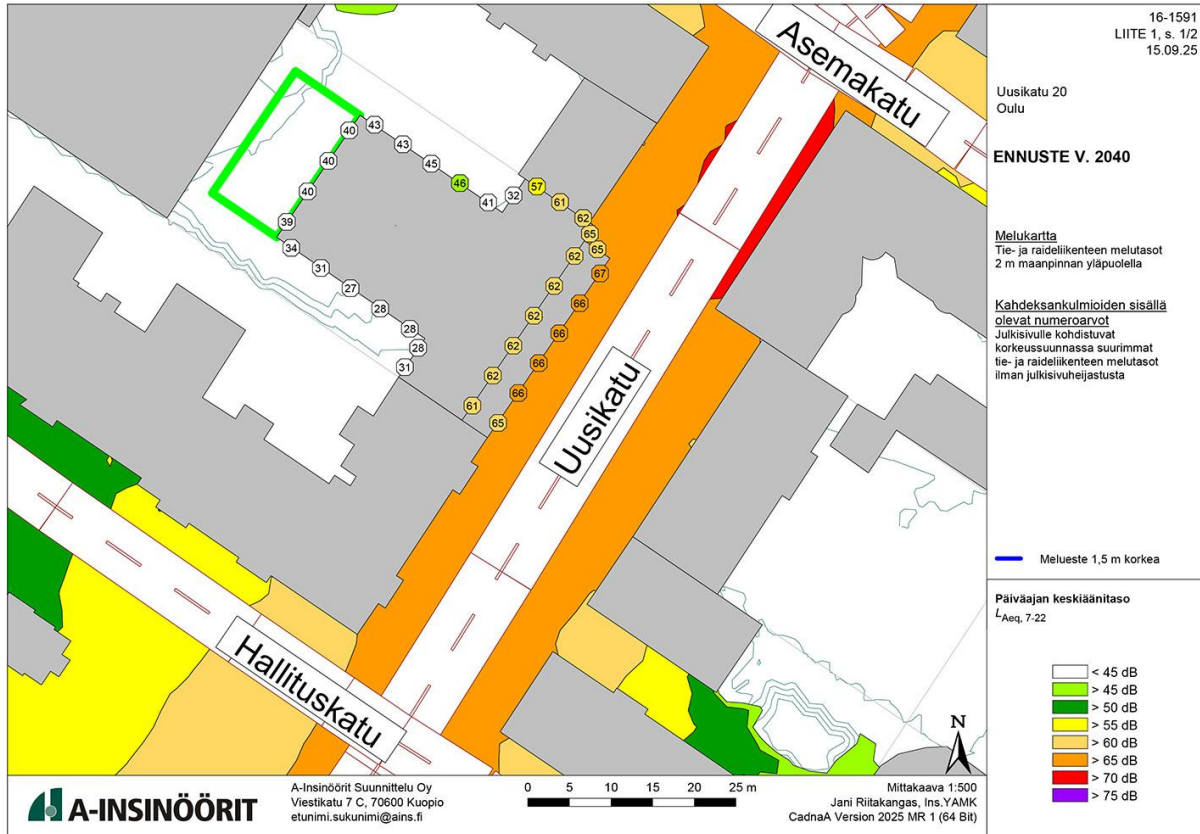 16-1591
LIITE 1, s. 1/2
15.09.25
Uusikatu 20
Oulu
ENNUSTE V. 2040
Melukartta
Tie- ja raideliikenteen melutasot
2 m maanpinnan yläpuolella
Kahdeksankulmioiden sisällä
olevat numeroarvot
Julkisivulle kohdistuvat
korkeussuunnassa suurimmat
tie- ja raideliikenteen melutasot
ilman julkisivuheijastusta
Melueste 1,5 m korkea
Päiväajan keskiäänitaso
LAeq, 7-22
< 45 dB
> 45 dB
> 50 dB
> 55 dB
> 60 dB
> 65 dB
> 70 dB
> 75 dB
Asemakatu
Uusikatu
Hallituskatu
40
43
43
45
46
41
32
57
61
62
65
65
67
62
66
62
66
62
66
62
66
62
61
65
40
40
39
34
31
27
28
28
28
31
N
A-INSINÖÖRIT
A-Insinöörit Suunnittelu Oy
Viestikatu 7 C, 70600 Kuopio
etunimi.sukunimi@ains.fi
0 5 10 15 20 25 m
Mittakaava 1:500
Jani Riitakangas, Ins.YAMK
CadnaA Version 2025 MR 1 (64 Bit)